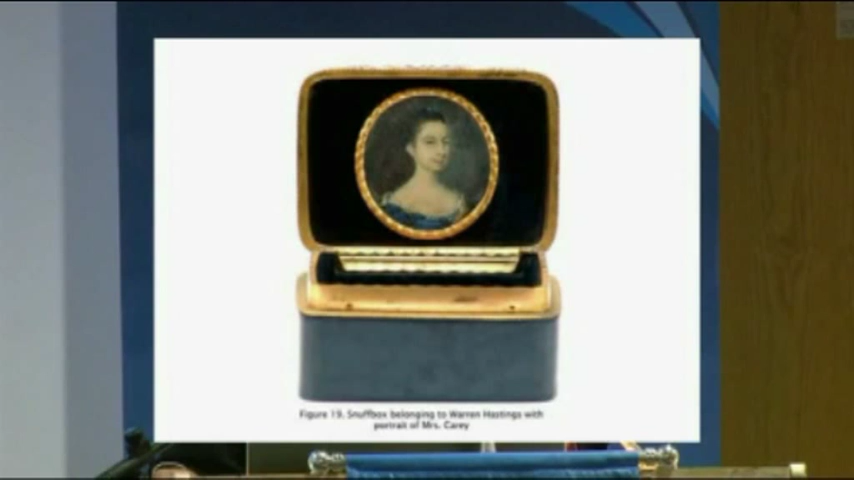 Figure 19. Snuffbox belonging to Warren Hastings with
portrait of Mrs. Carey